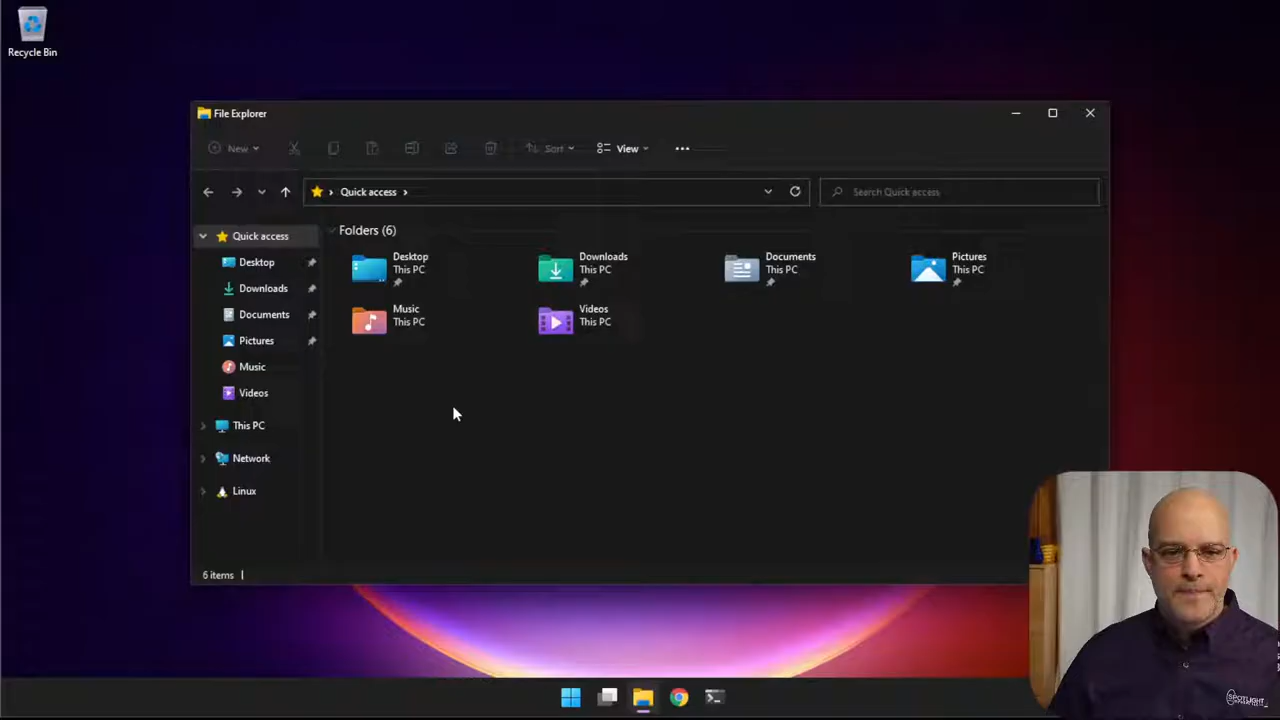 Recycle Bin
File Explorer
New
Sort
View
Quick access
Search Quick access
Quick access
Desktop
Downloads
Documents
Pictures
Music
Videos
This PC
Network
Linux
Folders (6)
Desktop
This PC
Downloads
This PC
Documents
This PC
Pictures
This PC
Music
This PC
Videos
This PC
6 items
SPOTLIGHT